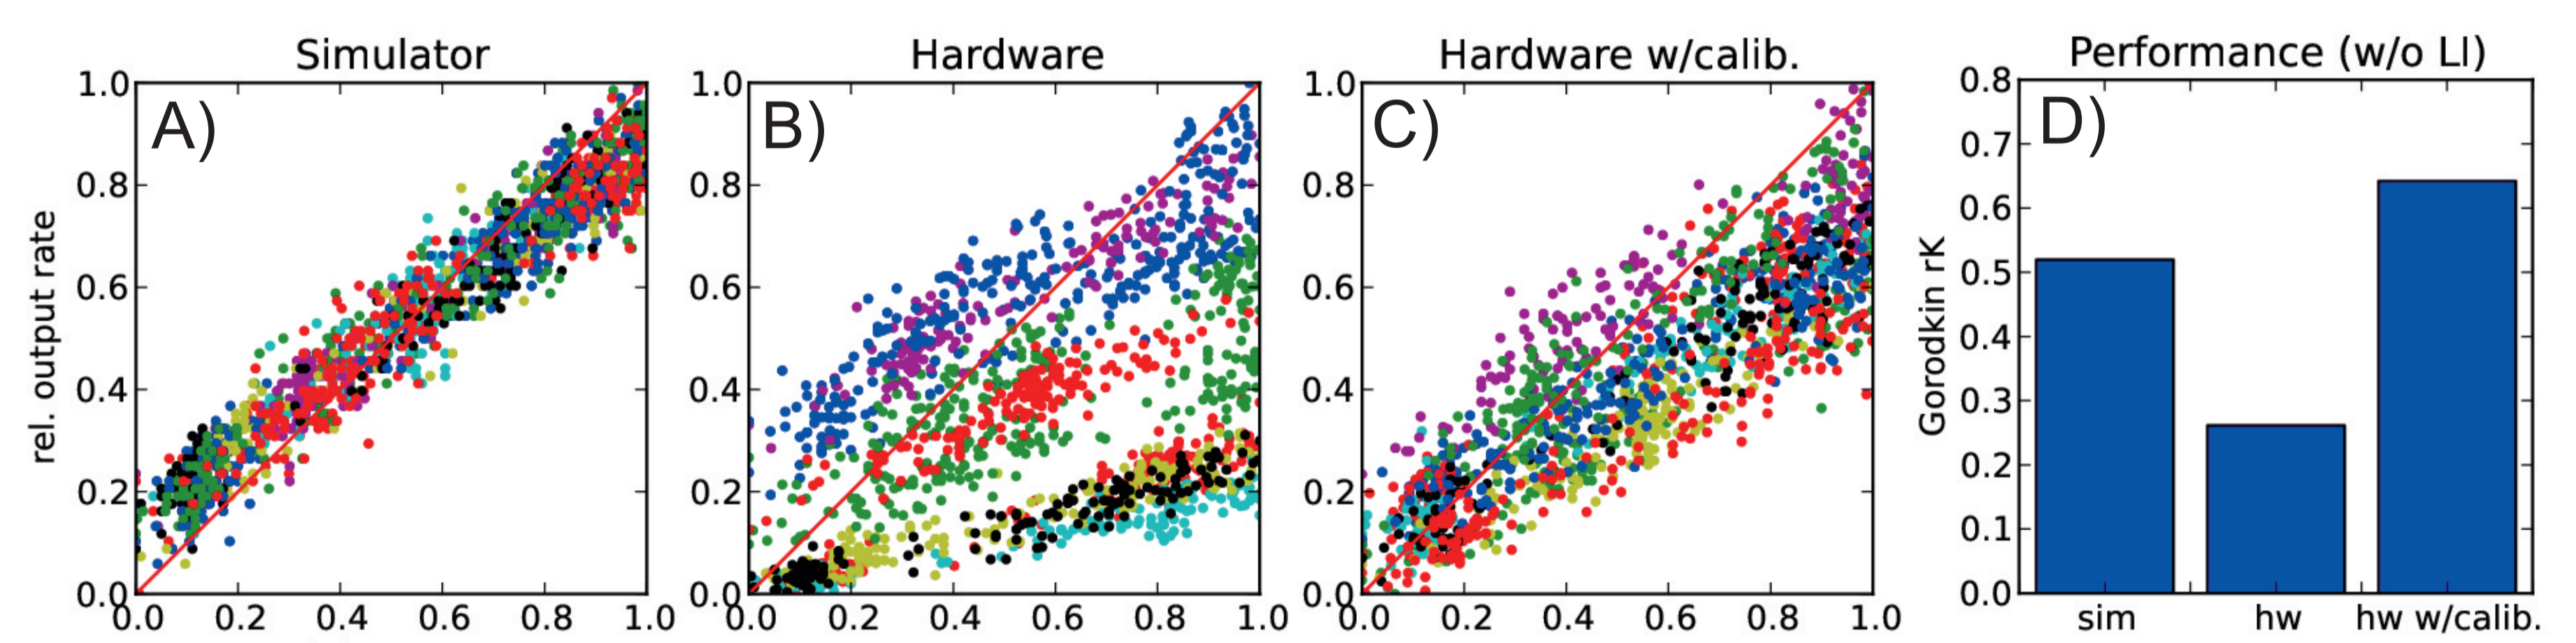 Simulator
A)
rel. output rate
1.0
0.8
0.6
0.4
0.2
0.0
0.0 0.2 0.4 0.6 0.8 1.0
Hardware
B)
1.0
0.8
0.6
0.4
0.2
0.0
0.0 0.2 0.4 0.6 0.8 1.0
Hardware w/calib.
C)
1.0
0.8
0.6
0.4
0.2
0.0
0.0 0.2 0.4 0.6 0.8 1.0
Performance (w/o LI)
D)
Gorodkin rK
0.8
0.7
0.6
0.5
0.4
0.3
0.2
0.1
0.0
sim hw hw w/calib.